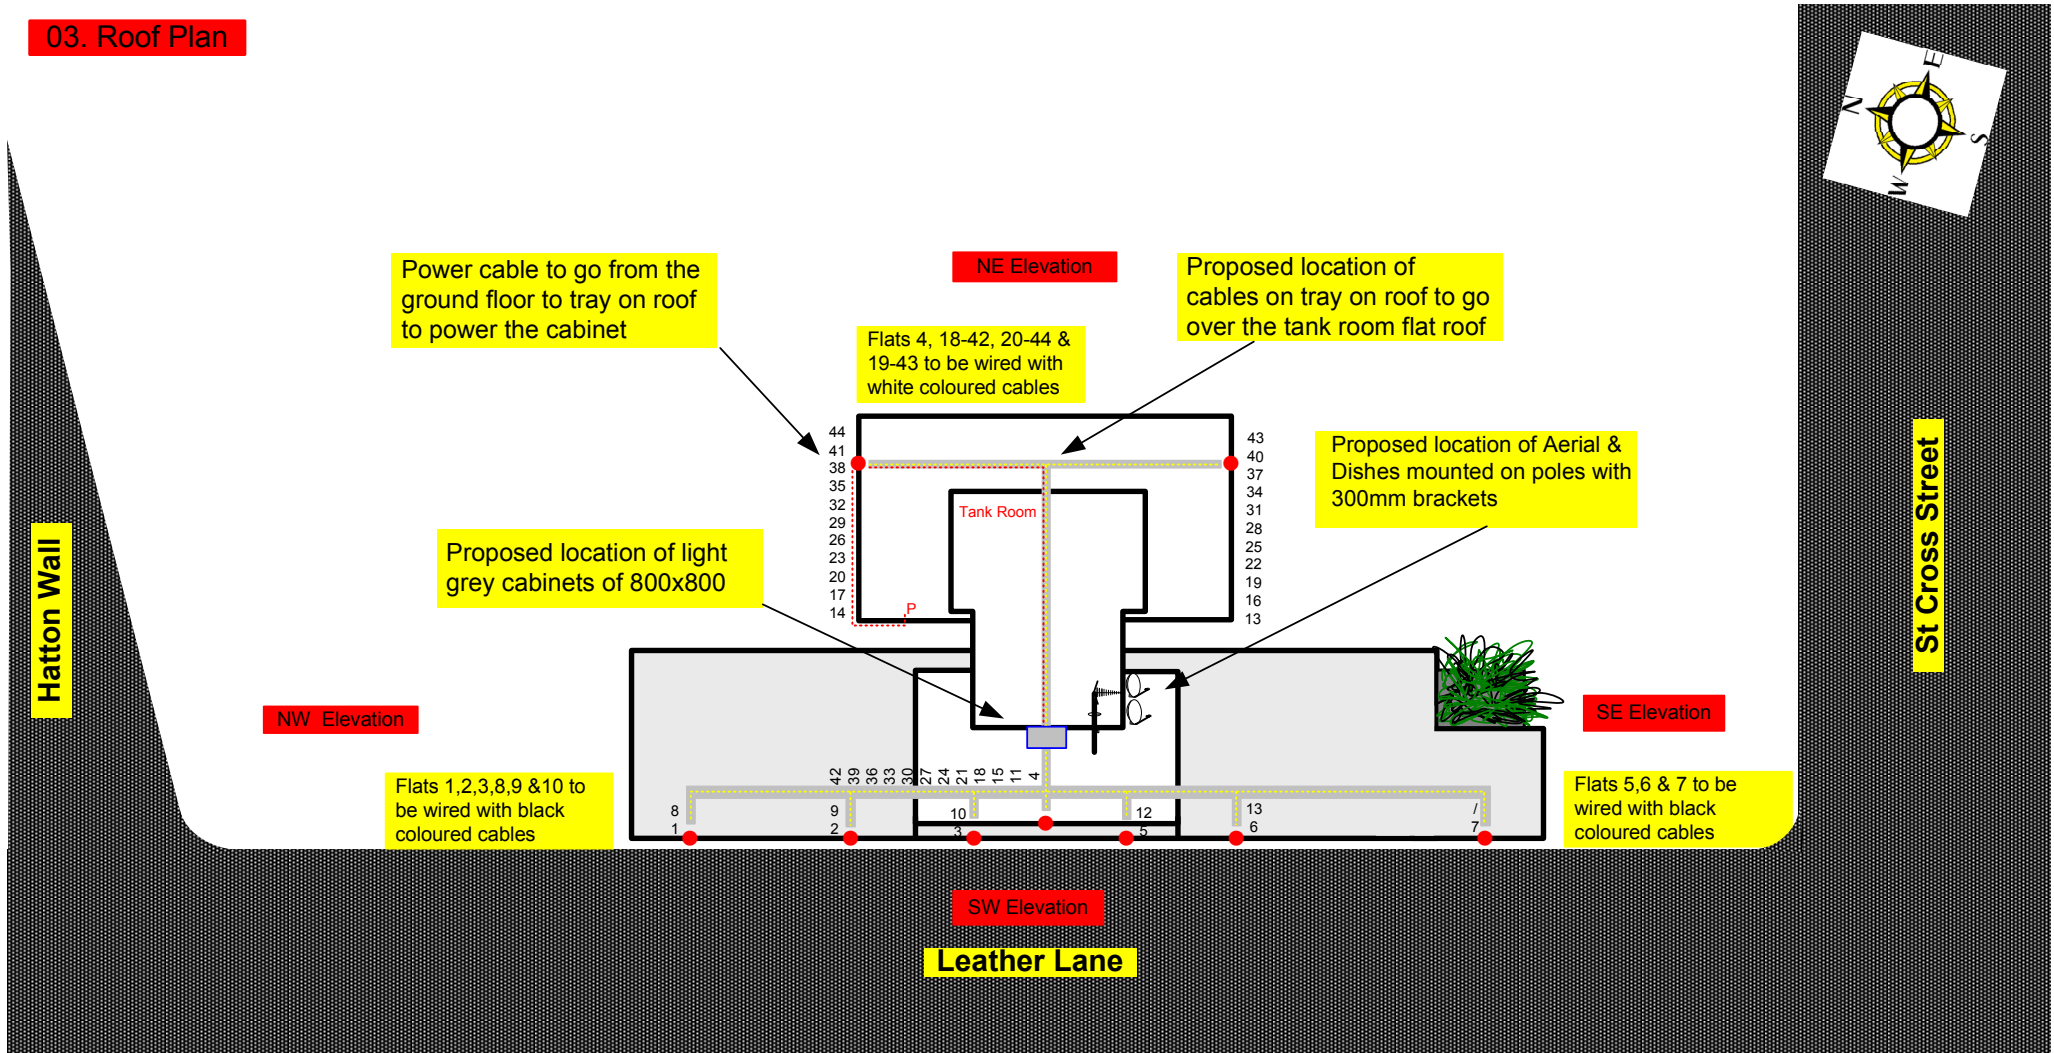 03. Roof Plan
E
N
S
W
Power cable to go from the
ground floor to tray on roof
to power the cabinet
NE Elevation
Proposed location of
cables on tray on roof to go
over the tank room flat roof
Flats 4, 18-42, 20-44 &
19-43 to be wired with
white coloured cables
44
41
38
35
32
29
26
23
20
17
14
P
Tank Room
43
40
37
34
31
28
25
22
19
16
13
Proposed location of Aerial &
Dishes mounted on poles with
300mm brackets
Proposed location of light
grey cabinets of 800x800
Hatton Wall
St Cross Street
NW Elevation
SE Elevation
Flats 1,2,3,8,9 &10 to
be wired with black
coloured cables
42
39
36
33
30
27
24
21
18
15
11
4
8
1
9
2
10
3
12
5
13
6
/
7
Flats 5,6 & 7 to be
wired with black
coloured cables
SW Elevation
Leather Lane